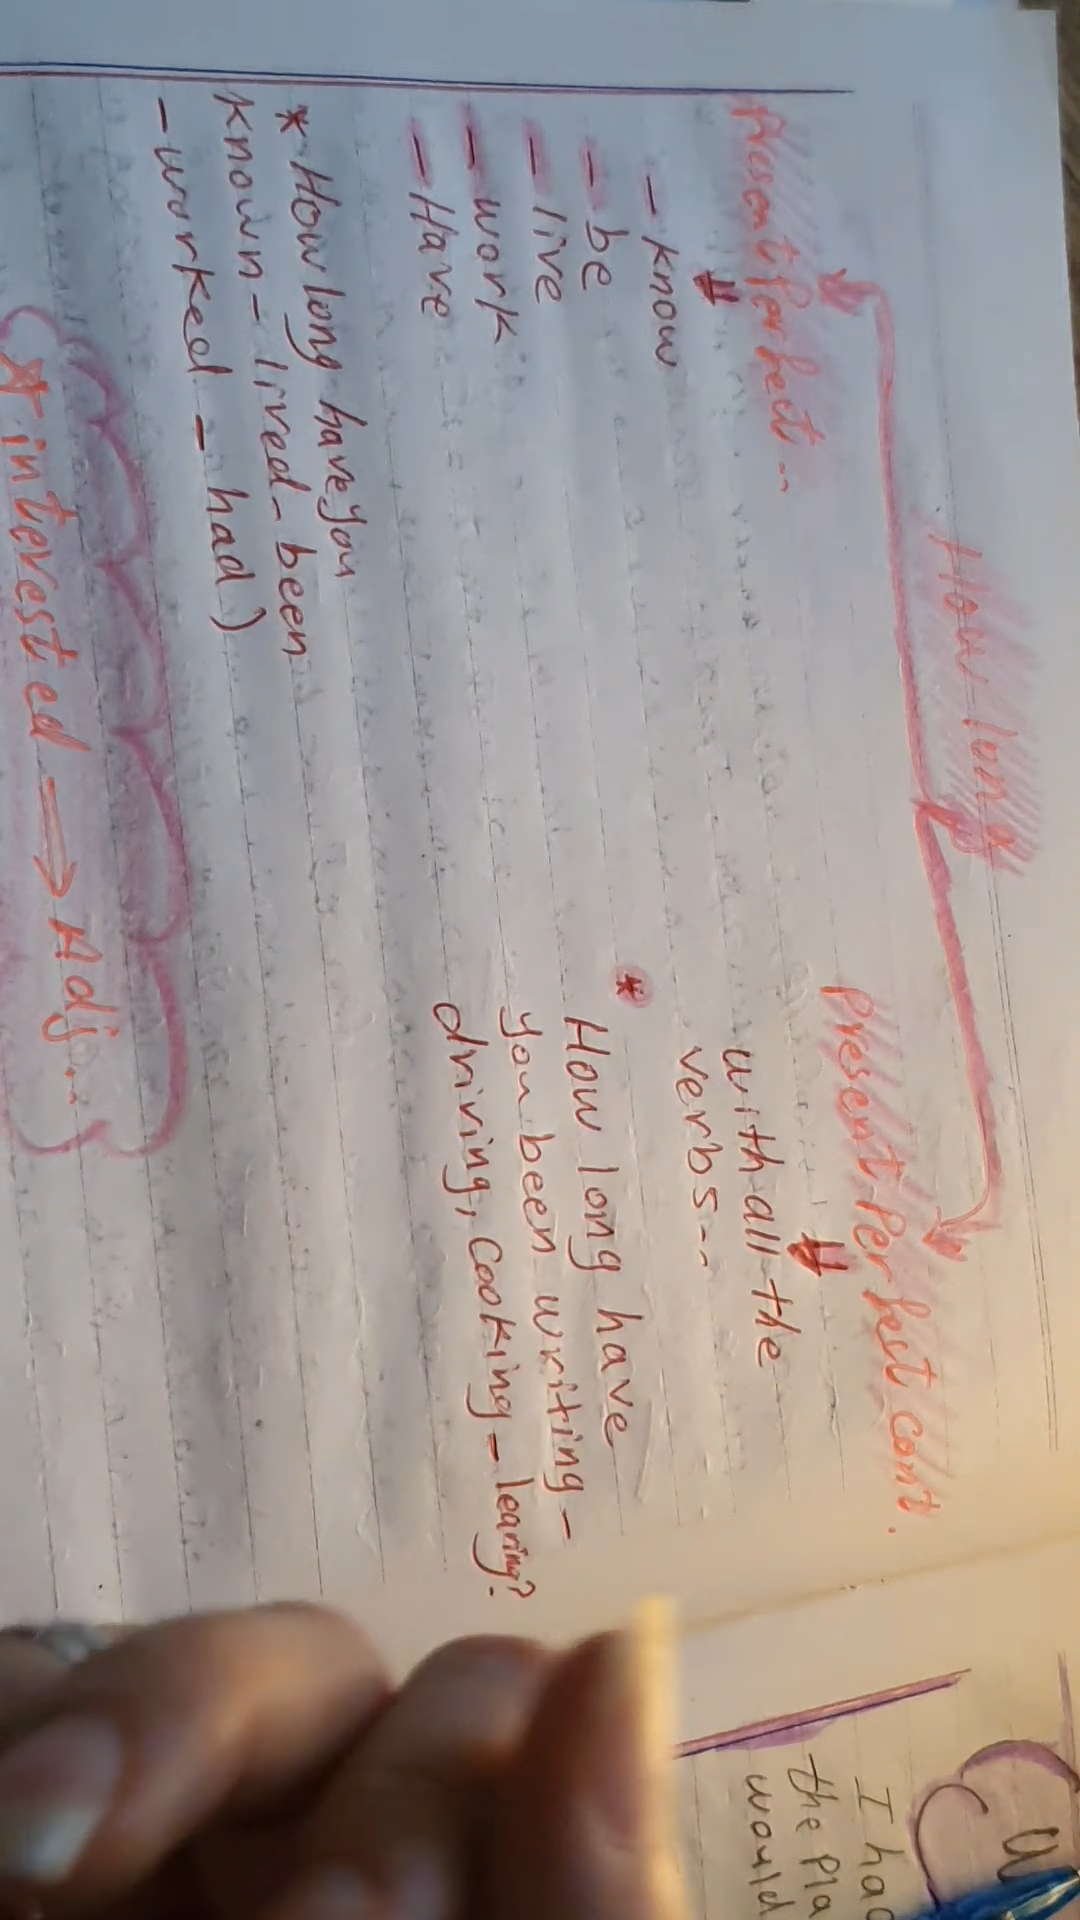 How long
Present Perfect..
- know
- be
- live
- work
- Have
* How long have you
known - lived - been
- worked - had)
Present Perfect cont.
with all the
verbs...
* How long have
you been writing -
driving, cooking - learing?
* interested → Adj...
I had
the pla
would